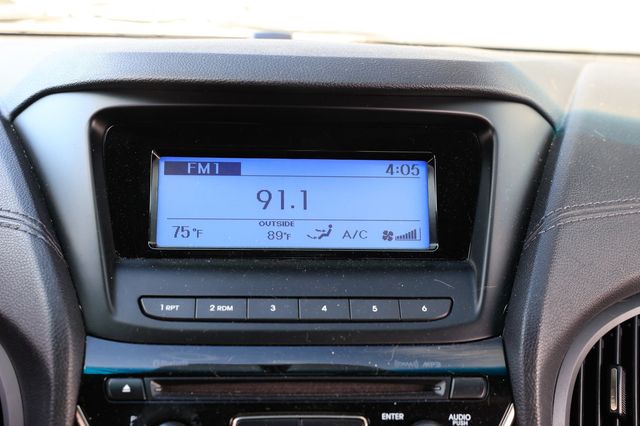 FM1 4:05
91.1
OUTSIDE
75°F 89°F A/C
1 RPT 2 RDM 3 4 5 6
MP3
ENTER AUDIO
PUSH